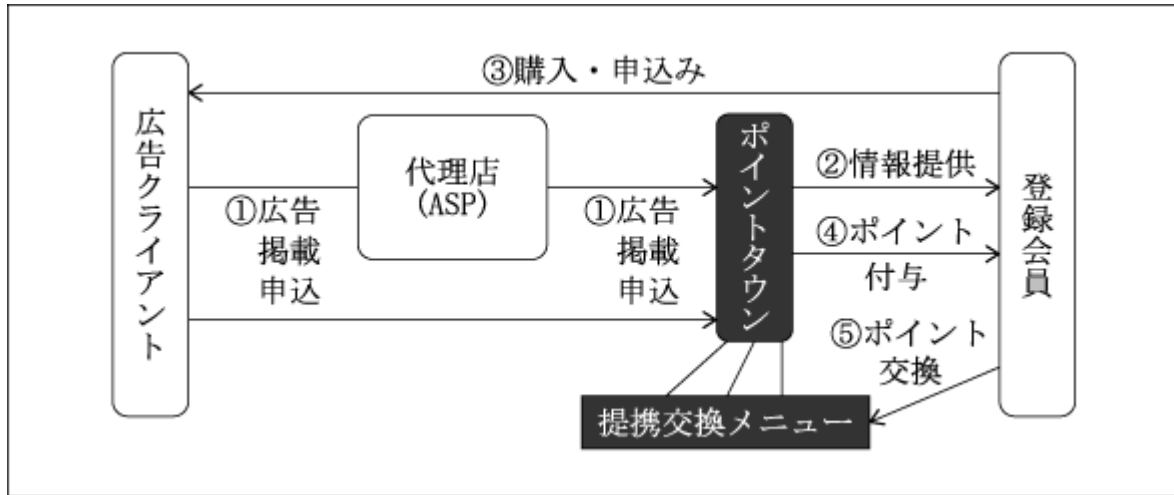 ③購入・申込み
広告クライアント
代理店
(ASP)
①広告
掲載
申込
①広告
掲載
申込
ポイントタウン
②情報提供
④ポイント
付与
⑤ポイント
交換
登録会員
提携交換メニュー